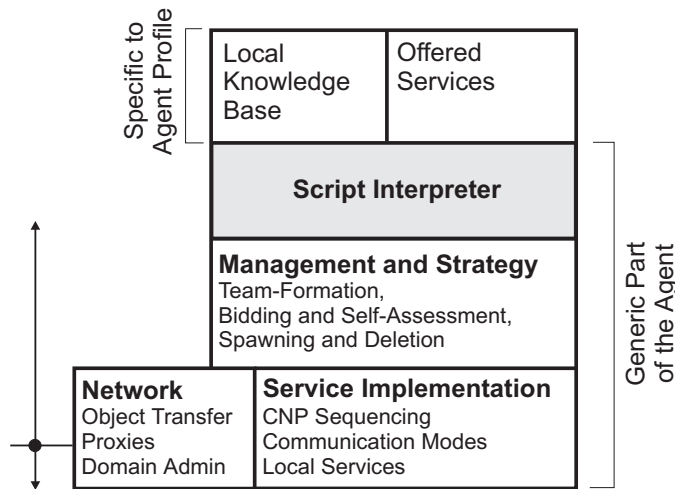 Specific to
Agent Profile
Local
Knowledge
Base
Offered
Services
Script Interpreter
Management and Strategy
Team-Formation,
Bidding and Self-Assessment,
Spawning and Deletion
Network
Object Transfer
Proxies
Domain Admin
Service Implementation
CNP Sequencing
Communication Modes
Local Services
Generic Part
of the Agent